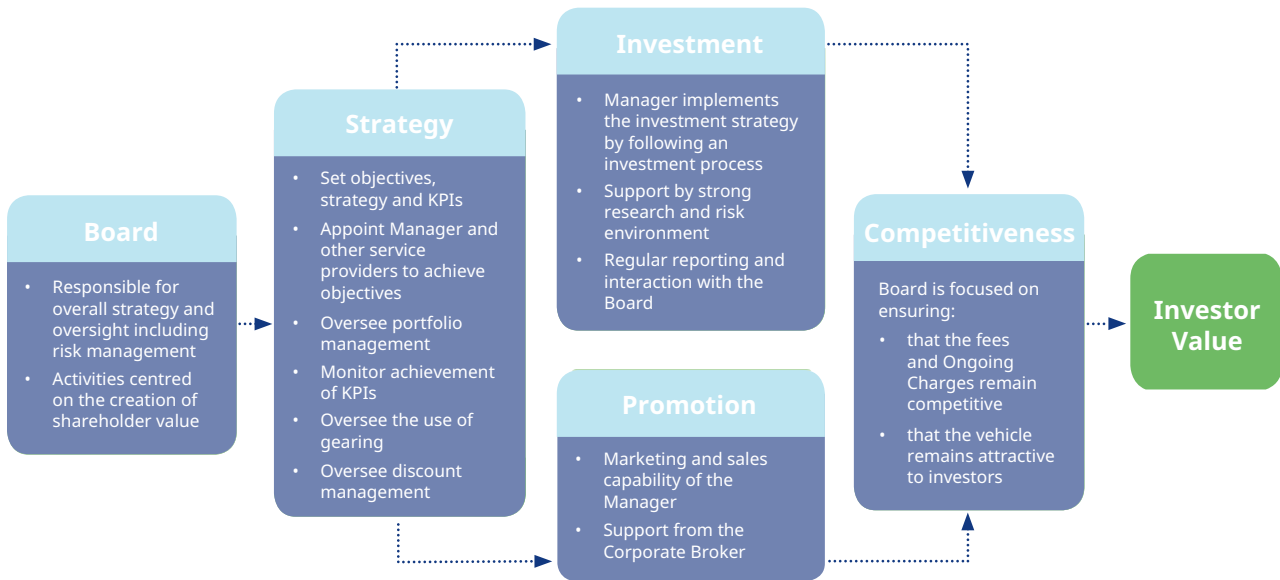 Board
• Responsible for
overall strategy and
oversight including
risk management
• Activities centred
on the creation of
shareholder value
Strategy
• Set objectives,
strategy and KPIs
• Appoint Manager and
other service
providers to achieve
objectives
• Oversee portfolio
management
• Monitor achievement
of KPIs
• Oversee the use of
gearing
• Oversee discount
management
Investment
• Manager implements
the investment strategy
by following an
investment process
• Support by strong
research and risk
environment
• Regular reporting and
interaction with the
Board
Promotion
• Marketing and sales
capability of the
Manager
• Support from the
Corporate Broker
Competitiveness
Board is focused on
ensuring:
• that the fees
and Ongoing
Charges remain
competitive
• that the vehicle
remains attractive
to investors
Investor
Value